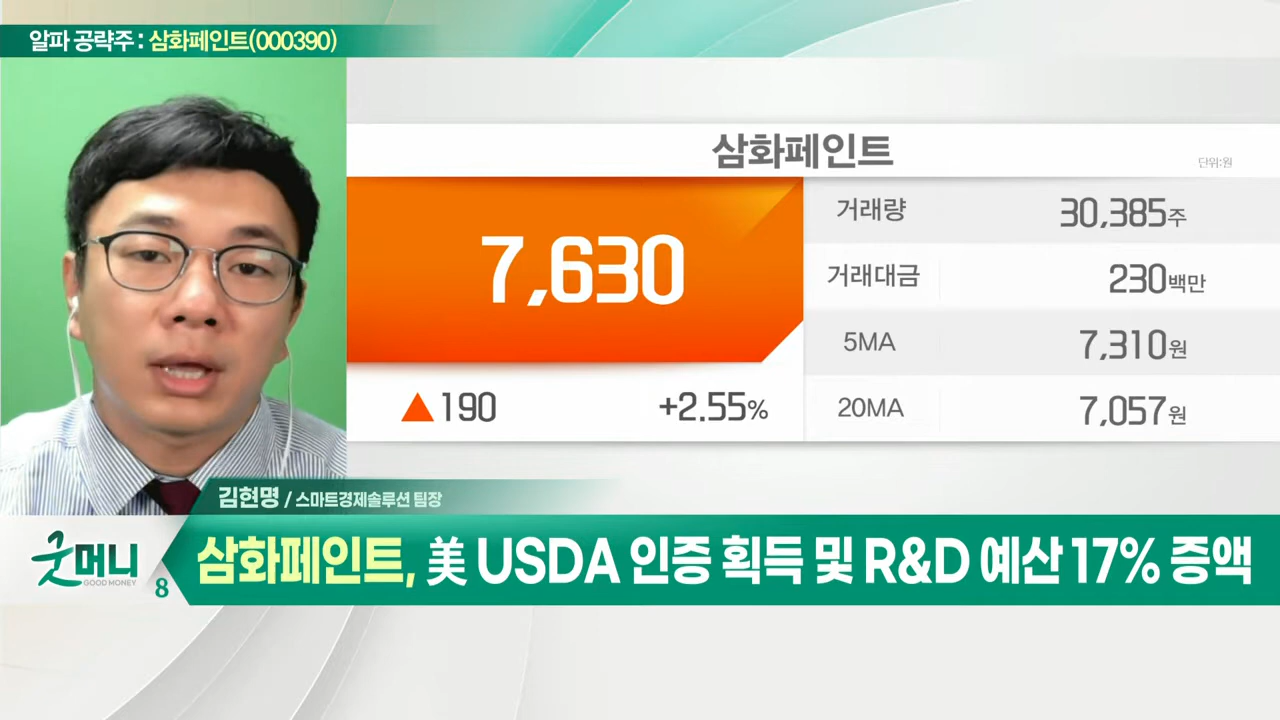 알파 공략주 : 삼화페인트(000390)
삼화페인트
단위:원
7,630
▲190 +2.55%
거래량 30,385주
거래대금 230백만
5MA 7,310원
20MA 7,057원
김현명 / 스마트경제솔루션 팀장
굿머니
GOOD MONEY
8
삼화페인트, 美 USDA 인증 획득 및 R&D 예산 17% 증액